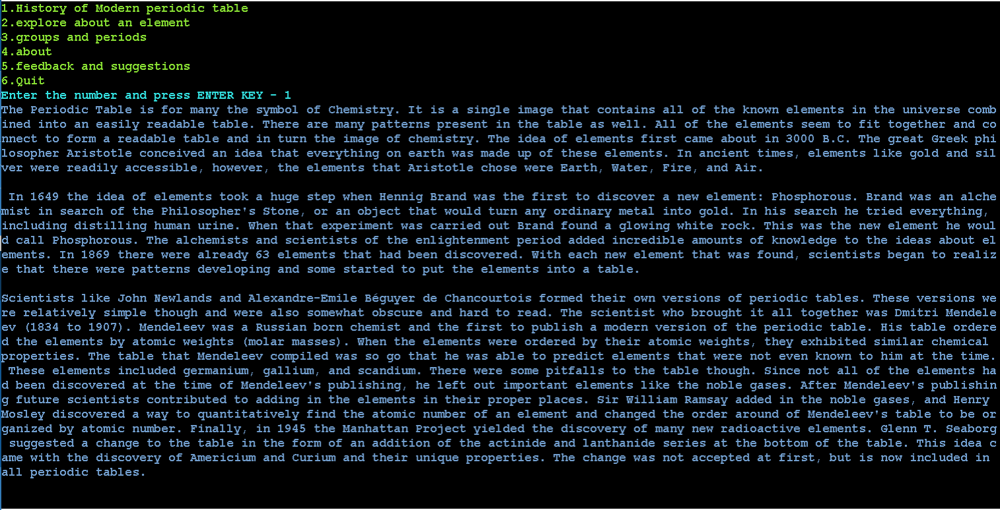 1.History of Modern periodic table
2.explore about an element
3.groups and periods
4.about
5.feedback and suggestions
6.Quit
Enter the number and press ENTER KEY - 1
The Periodic Table is for many the symbol of Chemistry. It is a single image that contains all of the known elements in the universe comb
ined into an easily readable table. There are many patterns present in the table as well. All of the elements seem to fit together and co
nnect to form a readable table and in turn the image of chemistry. The idea of elements first came about in 3000 B.C. The great Greek phi
losopher Aristotle conceived an idea that everything on earth was made up of these elements. In ancient times, elements like gold and sil
ver were readily accessible, however, the elements that Aristotle chose were Earth, Water, Fire, and Air.
In 1649 the idea of elements took a huge step when Hennig Brand was the first to discover a new element: Phosphorous. Brand was an alche
mist in search of the Philosopher's Stone, or an object that would turn any ordinary metal into gold. In his search he tried everything,
including distilling human urine. When that experiment was carried out Brand found a glowing white rock. This was the new element he woul
d call Phosphorous. The alchemists and scientists of the enlightenment period added incredible amounts of knowledge to the ideas about el
ements. In 1869 there were already 63 elements that had been discovered. With each new element that was found, scientists began to realiz
e that there were patterns developing and some started to put the elements into a table.
Scientists like John Newlands and Alexandre-Emile Béguyer de Chancourtois formed their own versions of periodic tables. These versions we
re relatively simple though and were also somewhat obscure and hard to read. The scientist who brought it all together was Dmitri Mendele
ev (1834 to 1907). Mendeleev was a Russian born chemist and the first to publish a modern version of the periodic table. His table ordere
d the elements by atomic weights (molar masses). When the elements were ordered by their atomic weights, they exhibited similar chemical
properties. The table that Mendeleev compiled was so go that he was able to predict elements that were not even known to him at the time.
These elements included germanium, gallium, and scandium. There were some pitfalls to the table though. Since not all of the elements ha
d been discovered at the time of Mendeleev's publishing, he left out important elements like the noble gases. After Mendeleev's publishin
g future scientists contributed to adding in the elements in their proper places. Sir William Ramsay added in the noble gases, and Henry
Mosley discovered a way to quantitatively find the atomic number of an element and changed the order around of Mendeleev's table to be or
ganized by atomic number. Finally, in 1945 the Manhattan Project yielded the discovery of many new radioactive elements. Glenn T. Seaborg
suggested a change to the table in the form of an addition of the actinide and lanthanide series at the bottom of the table. This idea c
ame with the discovery of Americium and Curium and their unique properties. The change was not accepted at first, but is now included in
all periodic tables.